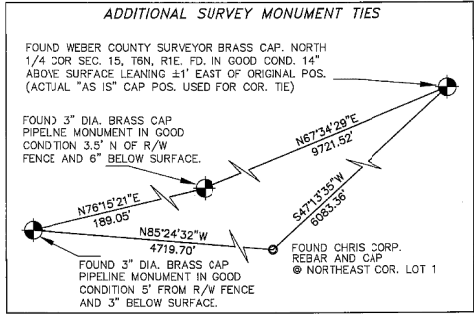 ADDITIONAL SURVEY MONUMENT TIES
FOUND WEBER COUNTY SURVEYOR BRASS CAP. NORTH
1/4 COR SEC. 15, T6N, R1E. FD. IN GOOD COND. 14"
ABOVE SURFACE LEANING ±1' EAST OF ORIGINAL POS.
(ACTUAL "AS IS" CAP POS. USED FOR COR. TIE)
FOUND 3" DIA. BRASS CAP
PIPELNE MONUMENT IN GOOD
CONDTION 3.5' N OF R/W
FENCE AND 6" BELOW SURFACE.
N67°34'29"E
9721.52'
N76°15'21"E
189.05'
S47°13'35"W
6083.36'
N85°24'32"W
4719.70'
FOUND CHRIS CORP.
REBAR AND CAP
@ NORTHEAST COR. LOT 1
FOUND 3" DIA. BRASS CAP
PIPELINE MONUMENT IN GOOD
CONDITION 5' FROM R/W FENCE
AND 3" BELOW SURFACE.